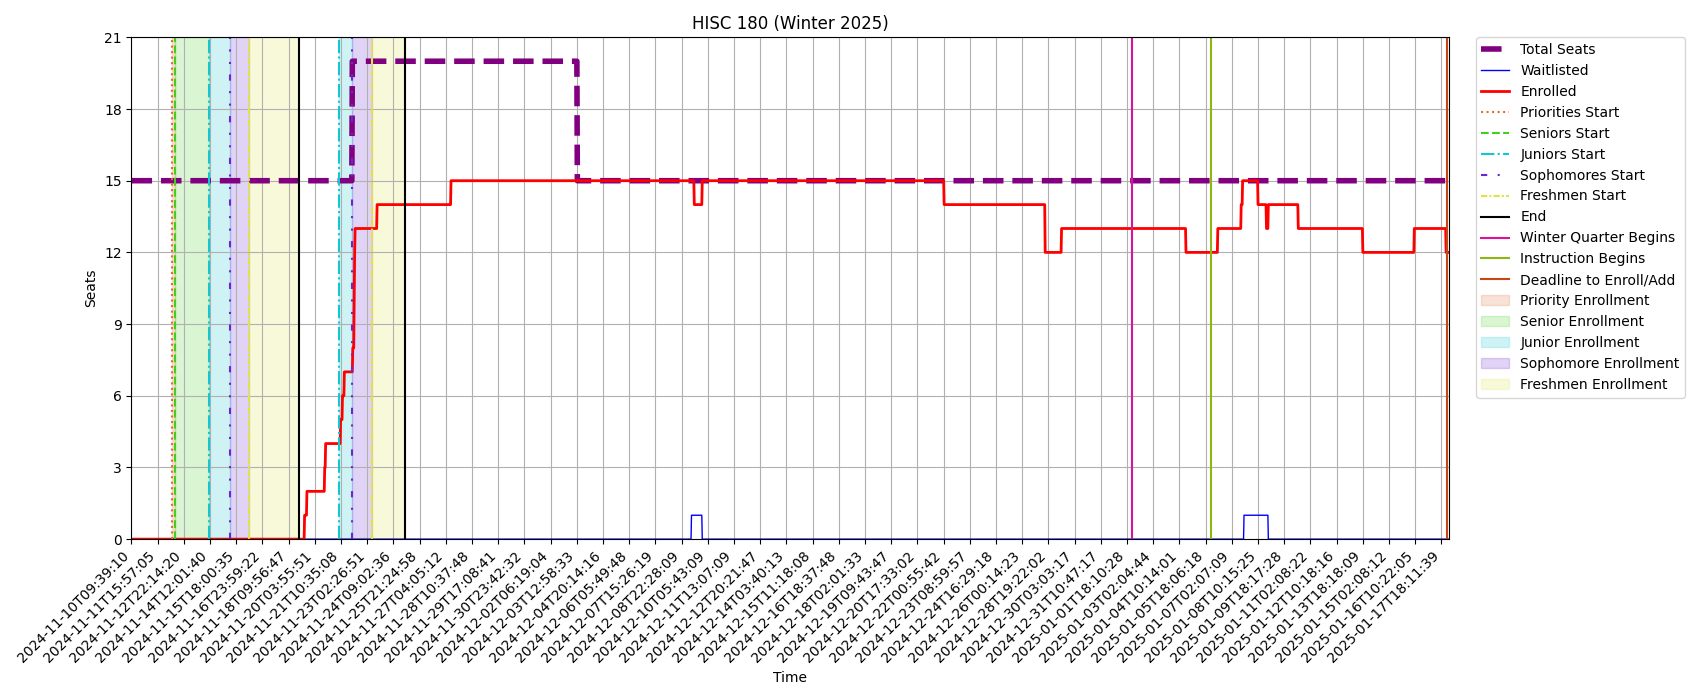 HISC 180 (Winter 2025)
21
18
15
12
9
6
3
0
Seats
2024-11-10T09:39:10
2024-11-11T15:57:05
2024-11-12T22:14:20
2024-11-14T12:01:40
2024-11-15T18:00:35
2024-11-16T23:59:22
2024-11-18T09:56:47
2024-11-20T03:55:51
2024-11-21T10:35:08
2024-11-23T02:26:51
2024-11-24T09:02:36
2024-11-25T21:24:58
2024-11-27T04:05:12
2024-11-28T10:37:48
2024-11-29T17:08:41
2024-11-30T23:42:32
2024-12-02T06:19:04
2024-12-03T12:58:33
2024-12-04T20:14:16
2024-12-06T05:49:48
2024-12-07T15:26:19
2024-12-08T22:28:09
2024-12-10T05:43:09
2024-12-11T13:07:09
2024-12-12T20:21:47
2024-12-14T03:40:13
2024-12-15T11:18:08
2024-12-16T18:37:48
2024-12-18T02:01:33
2024-12-19T09:43:47
2024-12-20T17:33:02
2024-12-22T00:55:42
2024-12-23T08:59:57
2024-12-24T16:29:18
2024-12-26T00:14:23
2024-12-28T19:22:02
2024-12-30T03:03:17
2024-12-31T10:47:17
2025-01-01T18:10:28
2025-01-03T02:04:44
2025-01-04T10:14:01
2025-01-05T18:06:18
2025-01-07T02:07:09
2025-01-08T10:15:25
2025-01-09T18:17:28
2025-01-11T02:08:22
2025-01-12T10:18:16
2025-01-13T18:18:09
2025-01-15T02:08:12
2025-01-16T10:22:05
2025-01-17T18:11:39
Time
Total Seats
Waitlisted
Enrolled
Priorities Start
Seniors Start
Juniors Start
Sophomores Start
Freshmen Start
End
Winter Quarter Begins
Instruction Begins
Deadline to Enroll/Add
Priority Enrollment
Senior Enrollment
Junior Enrollment
Sophomore Enrollment
Freshmen Enrollment